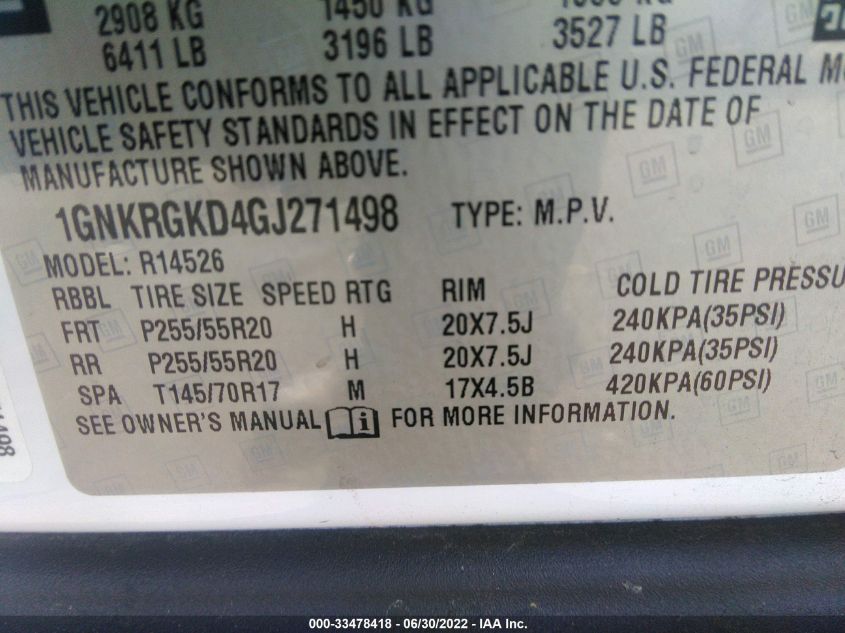 2908 KG 1450 KG
6411 LB 3196 LB 3527 LB
THIS VEHICLE CONFORMS TO ALL APPLICABLE U.S. FEDERAL M
VEHICLE SAFETY STANDARDS IN EFFECT ON THE DATE OF
MANUFACTURE SHOWN ABOVE.
1GNKRGKD4GJ271498 TYPE: M.P.V.
MODEL: R14526
RBBL TIRE SIZE SPEED RTG RIM COLD TIRE PRESSU
FRT P255/55R20 H 20X7.5J 240KPA(35PSI)
RR P255/55R20 H 20X7.5J 240KPA(35PSI)
SPA T145/70R17 M 17X4.5B 420KPA(60PSI)
SEE OWNER'S MANUAL i FOR MORE INFORMATION.
1498
000-33478418 - 06/30/2022 - IAA Inc.